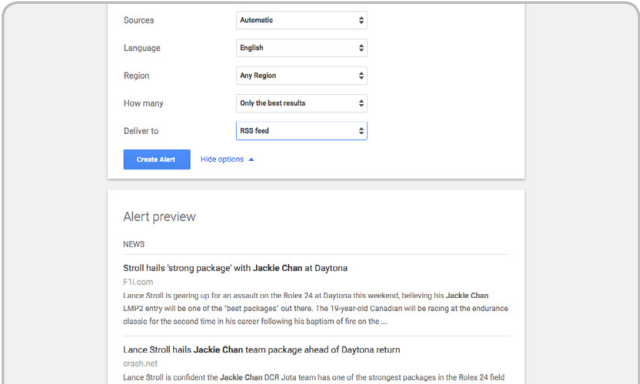 Sources Automatic
Language English
Region Any Region
How many Only the best results
Deliver to RSS feed
Create Alert Hide options
Alert preview
NEWS
Stroll hails 'strong package' with Jackie Chan at Daytona
F1i.com
Lance Stroll is gearing up for an assault on the Rolex 24 at Daytona this weekend, believing his Jackie Chan
LMP2 entry will be one of the "best packages" out there. The 19-year-old Canadian will be racing at the endurance
classic for the second time in his career following his baptism of fire on the ...
Lance Stroll hails Jackie Chan team package ahead of Daytona return
crash.net
Lance Stroll is confident the Jackie Chan DCR Jota team has one of the strongest packages in the Rolex 24 field